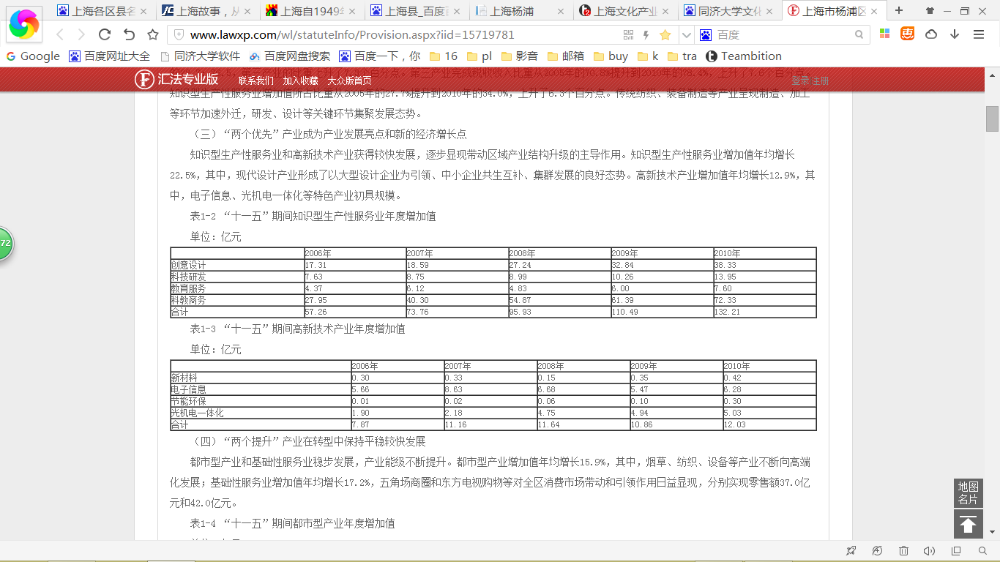 上海各区县名
上海故事，从
上海自1949年
上海县_百度百
上海杨浦
上海文化产业
同济大学文化
上海市杨浦区
www.lawxp.com/wl/statuteInfo/Provision.aspx?iid=15719781
百度
惠
Google 百度网址大全 同济大学软件 百度网盘搜索 百度一下，你 16 pl 影音 邮箱 buy k tra Teambition
汇法专业版 联系我们 加入收藏 大众版首页 登录 注册
第三产业的比重上升了 个百分点。第三产业完成税收收入比重从2005年的70.8%提升到2010年的78.4%，上升了7.6个百分点。
知识型生产性服务业增加值所占比重从2005年的27.7%提升到2010年的34.0%，上升了6.3个百分点。传统纺织、装备制造等产业呈现制造、加工
等环节加速外迁，研发、设计等关键环节集聚发展态势。
（三）“两个优先”产业成为产业发展亮点和新的经济增长点
知识型生产性服务业和高新技术产业获得较快发展，逐步显现带动区域产业结构升级的主导作用。知识型生产性服务业增加值年均增长
22.5%，其中，现代设计产业形成了以大型设计企业为引领、中小企业共生互补、集群发展的良好态势。高新技术产业增加值年均增长12.9%，其
中，电子信息、光机电一体化等特色产业初具规模。
表1-2 “十一五”期间知识型生产性服务业年度增加值
单位：亿元
2006年 2007年 2008年 2009年 2010年
创意设计 17.31 18.59 27.24 32.84 38.33
科技研发 7.63 8.75 8.99 10.26 13.95
教育服务 4.37 6.12 4.83 6.00 7.60
科教商务 27.95 40.30 54.87 61.39 72.33
合计 57.26 73.76 95.93 110.49 132.21
表1-3 “十一五”期间高新技术产业年度增加值
单位：亿元
2006年 2007年 2008年 2009年 2010年
新材料 0.30 0.33 0.15 0.35 0.42
电子信息 5.66 8.63 6.68 5.47 6.28
节能环保 0.01 0.02 0.06 0.10 0.30
光机电一体化 1.90 2.18 4.75 4.94 5.03
合计 7.87 11.16 11.64 10.86 12.03
（四）“两个提升”产业在转型中保持平稳较快发展
都市型产业和基础性服务业稳步发展，产业能级不断提升。都市型产业增加值年均增长15.9%，其中，烟草、纺织、设备等产业不断向高端
化发展；基础性服务业增加值年均增长17.2%，五角场商圈和东方电视购物等对全区消费市场带动和引领作用日益显现，分别实现零售额37.0亿
元和42.0亿元。
表1-4 “十一五”期间都市型产业年度增加值
72
地图
名片